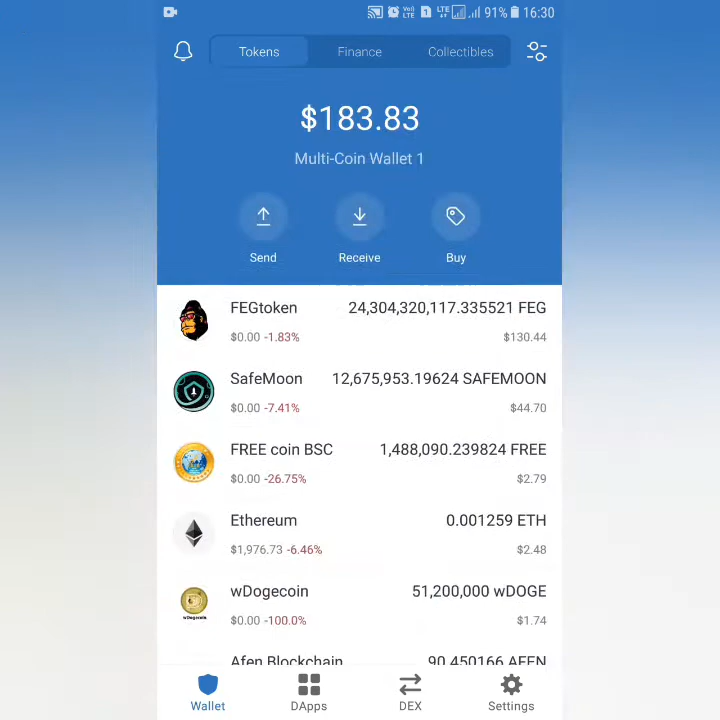 VoO LTE 1 LTE 91% 16:30
Tokens Finance Collectibles
$183.83
Multi-Coin Wallet 1
Send Receive Buy
FEGtoken 24,304,320,117.335521 FEG
$0.00 -1.83% $130.44
SafeMoon 12,675,953.19624 SAFEMOON
$0.00 -7.41% $44.70
FREE coin BSC 1,488,090.239824 FREE
$0.00 -26.75% $2.79
Ethereum 0.001259 ETH
$1,976.73 -6.46% $2.48
wDogecoin 51,200,000 wDOGE
wDogecoin $0.00 -100.0% $1.74
Afen Blockchain 90.450166 AFEN
Wallet DApps DEX Settings